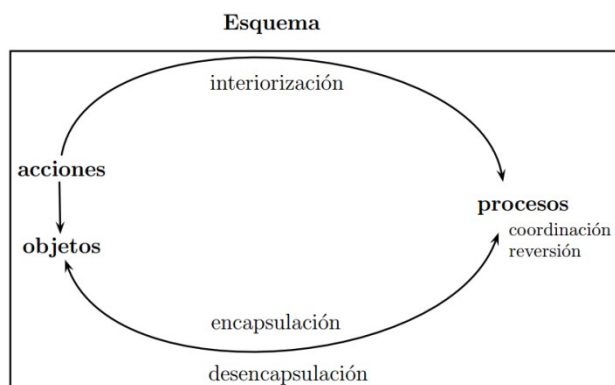 Esquema
interiorización
acciones
procesos
coordinación
reversión
objetos
encapsulación
desencapsulación